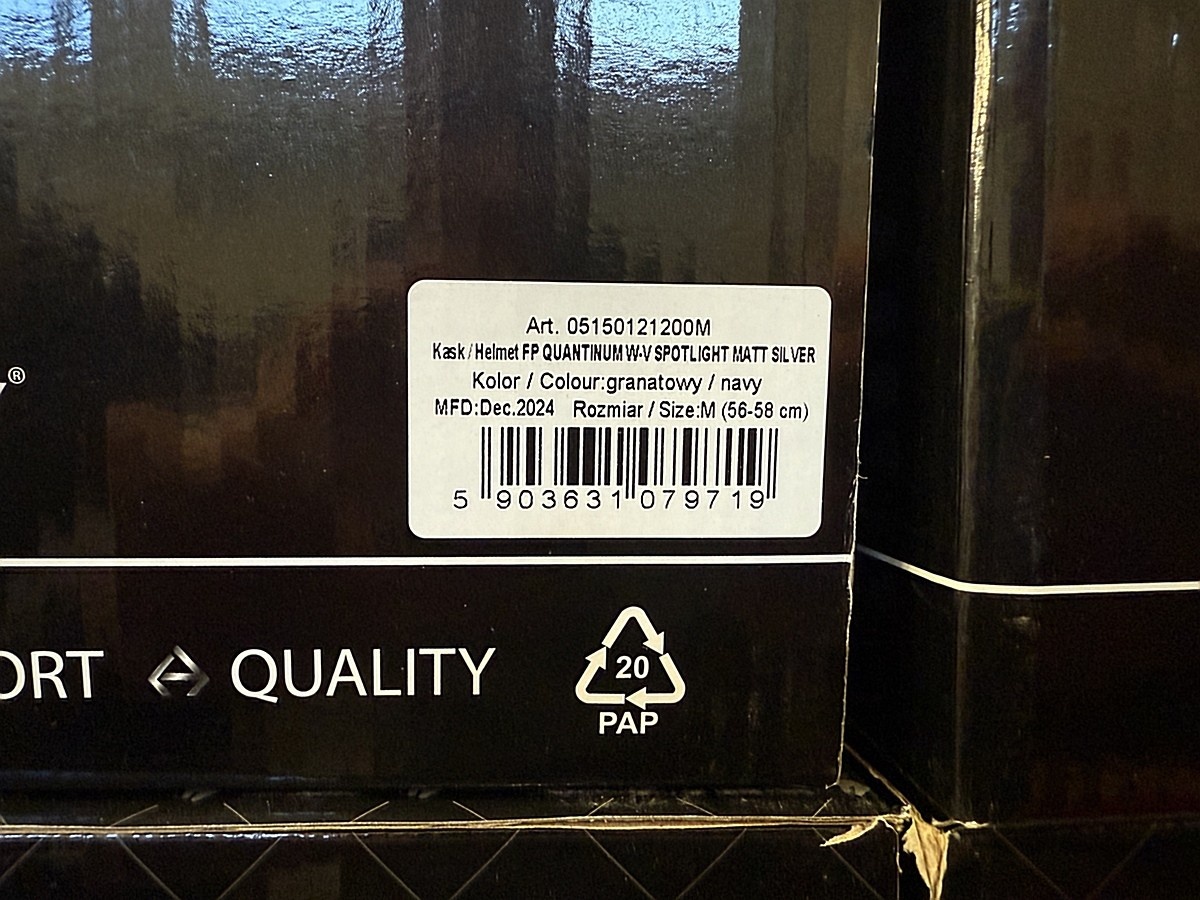 Art. 05150121200M
Kask / Helmet FP QUANTINUM W-V SPOTLIGHT MATT SILVER
Kolor / Colour:granatowy / navy
MFD:Dec.2024 Rozmiar / Size:M (56-58 cm)
5 903631 079719
®
ORT QUALITY
20
PAP